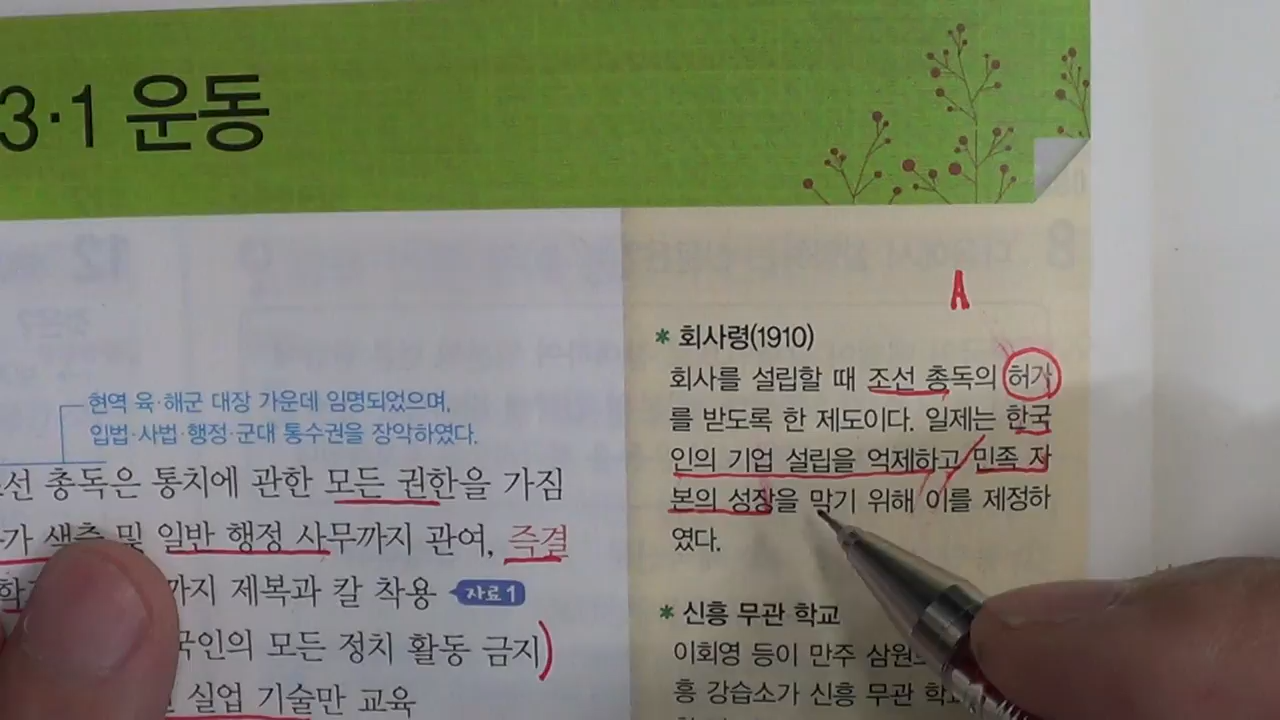 3·1 운동
현역 육·해군 대장 가운데 임명되었으며,
입법·사법·행정·군대 통수권을 장악하였다.
선 총독은 통치에 관한 모든 권한을 가짐
가 생측 및 일반 행정 사무까지 관여, 즉결
까지 제복과 칼 착용 자료1
국인의 모든 정치 활동 금지)
실업 기술만 교육
A
* 회사령(1910)
회사를 설립할 때 조선 총독의 허가
를 받도록 한 제도이다. 일제는 한국
인의 기업 설립을 억제하고 민족 자
본의 성장을 막기 위해 이를 제정하
였다.
* 신흥 무관 학교
이회영 등이 만주 삼원
흥 강습소가 신흥 무관 학교